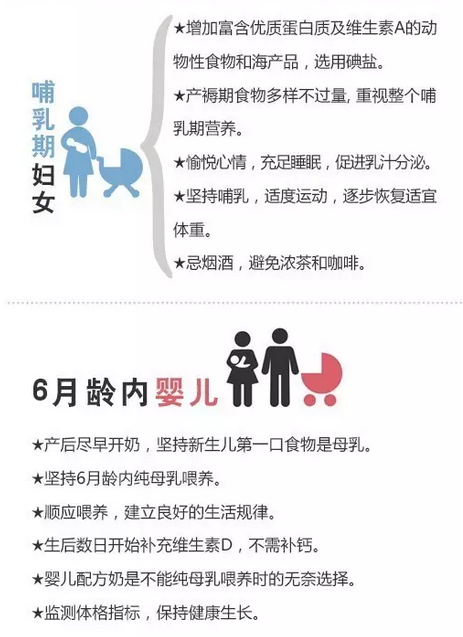 哺乳期妇女
★增加富含优质蛋白质及维生素A的动
物性食物和海产品，选用碘盐。
★产褥期食物多样不过量, 重视整个哺
乳期营养。
★愉悦心情，充足睡眠，促进乳汁分泌。
★坚持哺乳，适度运动，逐步恢复适宜
体重。
★忌烟酒，避免浓茶和咖啡。
6月龄内婴儿
★产后尽早开奶，坚持新生儿第一口食物是母乳。
★坚持6月龄内纯母乳喂养。
★顺应喂养，建立良好的生活规律。
★生后数日开始补充维生素D，不需补钙。
★婴儿配方奶是不能纯母乳喂养时的无奈选择。
★监测体格指标，保持健康生长。